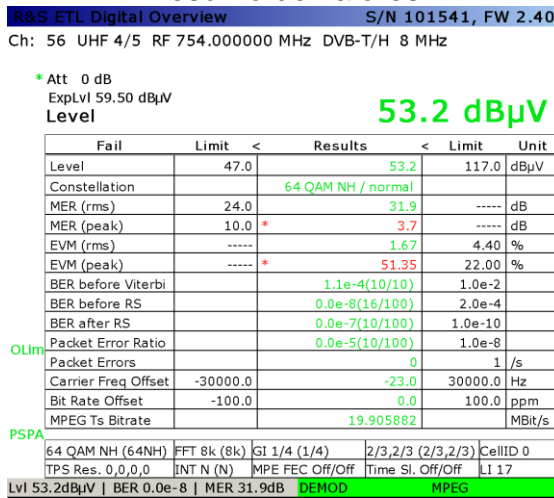 R&S ETL Digital Overview S/N 101541, FW 2.40
Ch: 56 UHF 4/5 RF 754.000000 MHz DVB-T/H 8 MHz
* Att 0 dB
ExpLvl 59.50 dBµV
Level 53.2 dBµV
Fail Limit < Results < Limit Unit
Level 47.0 53.2 117.0 dBµV
Constellation 64 QAM NH / normal
MER (rms) 24.0 31.9 ----- dB
MER (peak) 10.0 * 3.7 ----- dB
EVM (rms) ----- 1.67 4.40 %
EVM (peak) ----- * 51.35 22.00 %
BER before Viterbi 1.1e-4(10/10) 1.0e-2
BER before RS 0.0e-8(16/100) 2.0e-4
BER after RS 0.0e-7(10/100) 1.0e-10
Packet Error Ratio 0.0e-5(10/100) 1.0e-8
OLim
Packet Errors 0 1 /s
Carrier Freq Offset -30000.0 -23.0 30000.0 Hz
Bit Rate Offset -100.0 0.0 100.0 ppm
MPEG Ts Bitrate 19.905882 MBit/s
PSPA
64 QAM NH (64NH) FFT 8k (8k) GI 1/4 (1/4) 2/3,2/3 (2/3,2/3) CellID 0
TPS Res. 0,0,0,0 INT N (N) MPE FEC Off/Off Time Sl. Off/Off LI 17
Lvl 53.2dBµV | BER 0.0e-8 | MER 31.9dB DEMOD MPEG